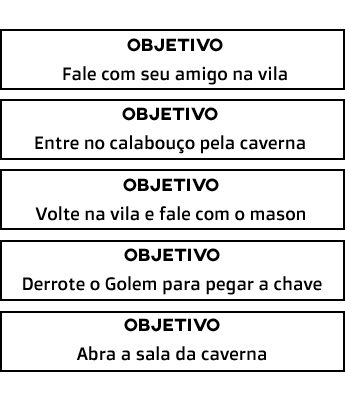 OBJETIVO
Fale com seu amigo na vila
OBJETIVO
Entre no calabouço pela caverna
OBJETIVO
Volte na vila e fale com o mason
OBJETIVO
Derrote o Golem para pegar a chave
OBJETIVO
Abra a sala da caverna